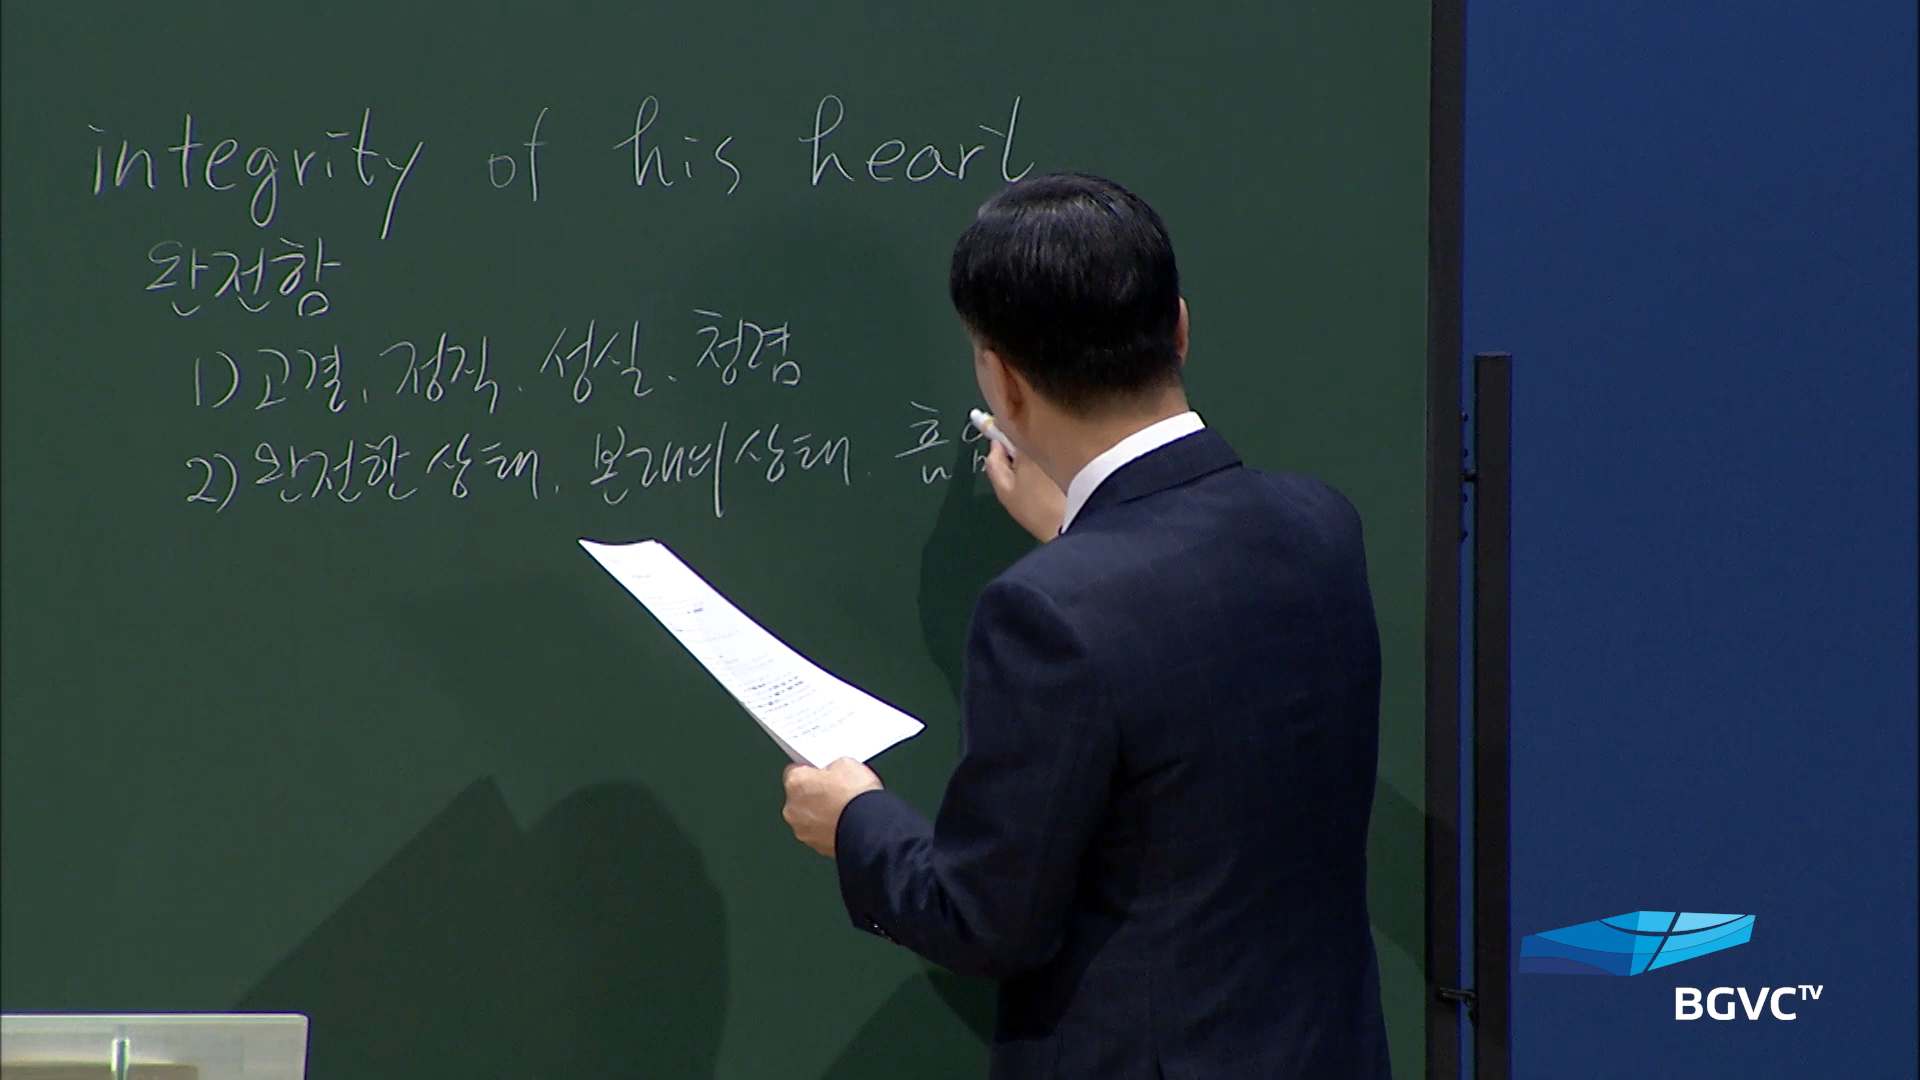 integrity of his heart
완전함
1) 고결, 정직, 성실, 청렴
2) 완전한 상태, 본래의 상태, 흠
BGVC TV